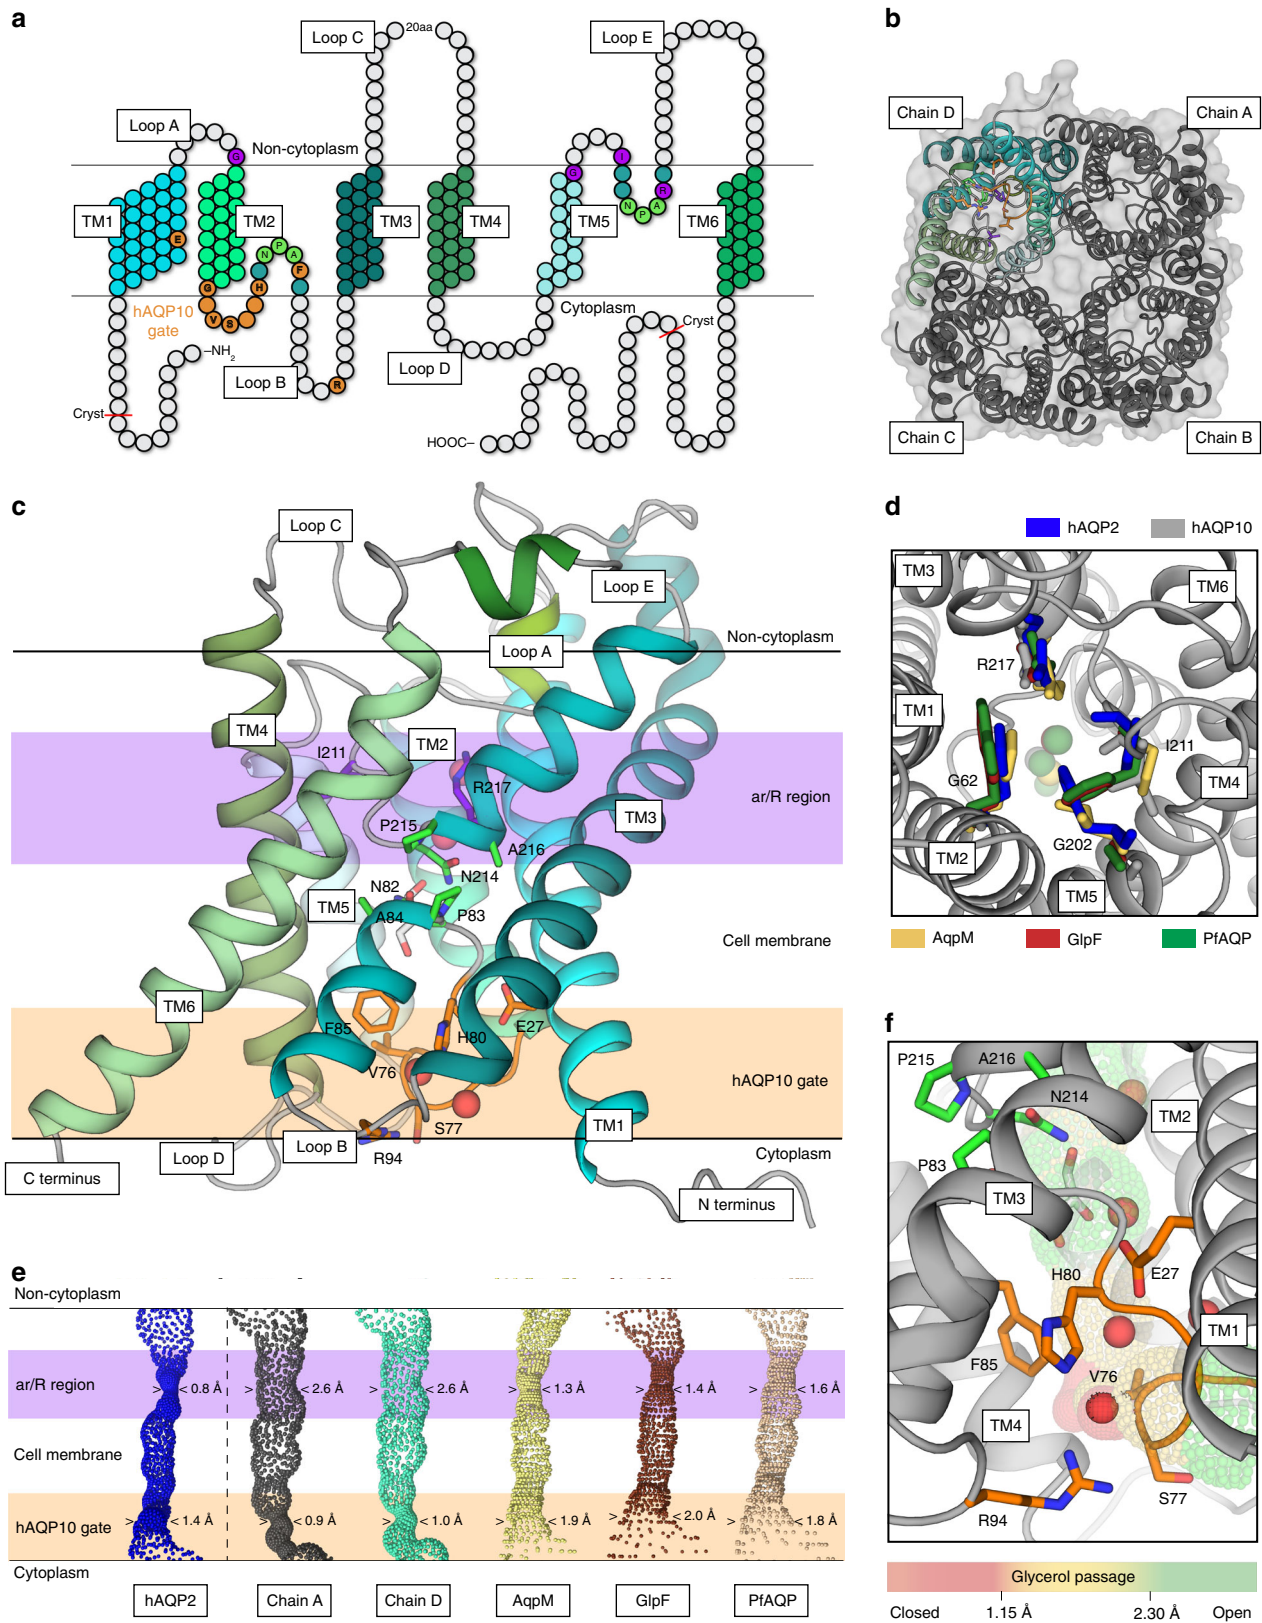 a
Loop A
Loop C
20aa
Loop E
Non-cytoplasm
G
G
I
R
N
P
A
TM1
TM2
TM3
TM4
TM5
TM6
E
N
P
A
F
G
V
S
H
hAQP10
gate
R
–NH2
Loop B
Loop D
Cytoplasm
Cryst
Cryst
HOOC–
b
Chain D
Chain A
Chain C
Chain B
c
Loop C
Loop E
Non-cytoplasm
Loop A
TM4
TM2
I211
R217
ar/R region
TM3
P215
A216
N214
N82
TM5
A84
P83
Cell membrane
TM6
F85
H80
E27
V76
hAQP10 gate
S77
TM1
Loop B
R94
Loop D
Cytoplasm
C terminus
N terminus
d
hAQP2
hAQP10
TM3
TM6
R217
TM1
I211
G62
TM4
G202
TM2
TM5
AqpM
GlpF
PfAQP
e
Non-cytoplasm
ar/R region
> < 0.8 Å
> < 2.6 Å
> < 2.6 Å
> < 1.3 Å
> < 1.4 Å
> < 1.6 Å
Cell membrane
hAQP10 gate
> < 1.4 Å
> < 0.9 Å
> < 1.0 Å
> < 1.9 Å
> < 2.0 Å
> < 1.8 Å
Cytoplasm
hAQP2
Chain A
Chain D
AqpM
GlpF
PfAQP
f
P215
A216
N214
TM2
P83
TM3
H80
E27
TM1
F85
V76
TM4
S77
R94
Glycerol passage
Closed
1.15 Å
2.30 Å
Open